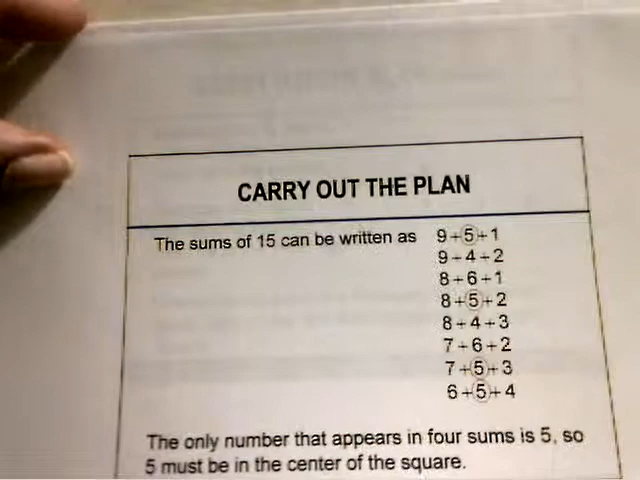 CARRY OUT THE PLAN
The sums of 15 can be written as 9+5+1
9+4+2
8+6+1
8+5+2
8+4+3
7+6+2
7+5+3
6+5+4
The only number that appears in four sums is 5, so
5 must be in the center of the square.